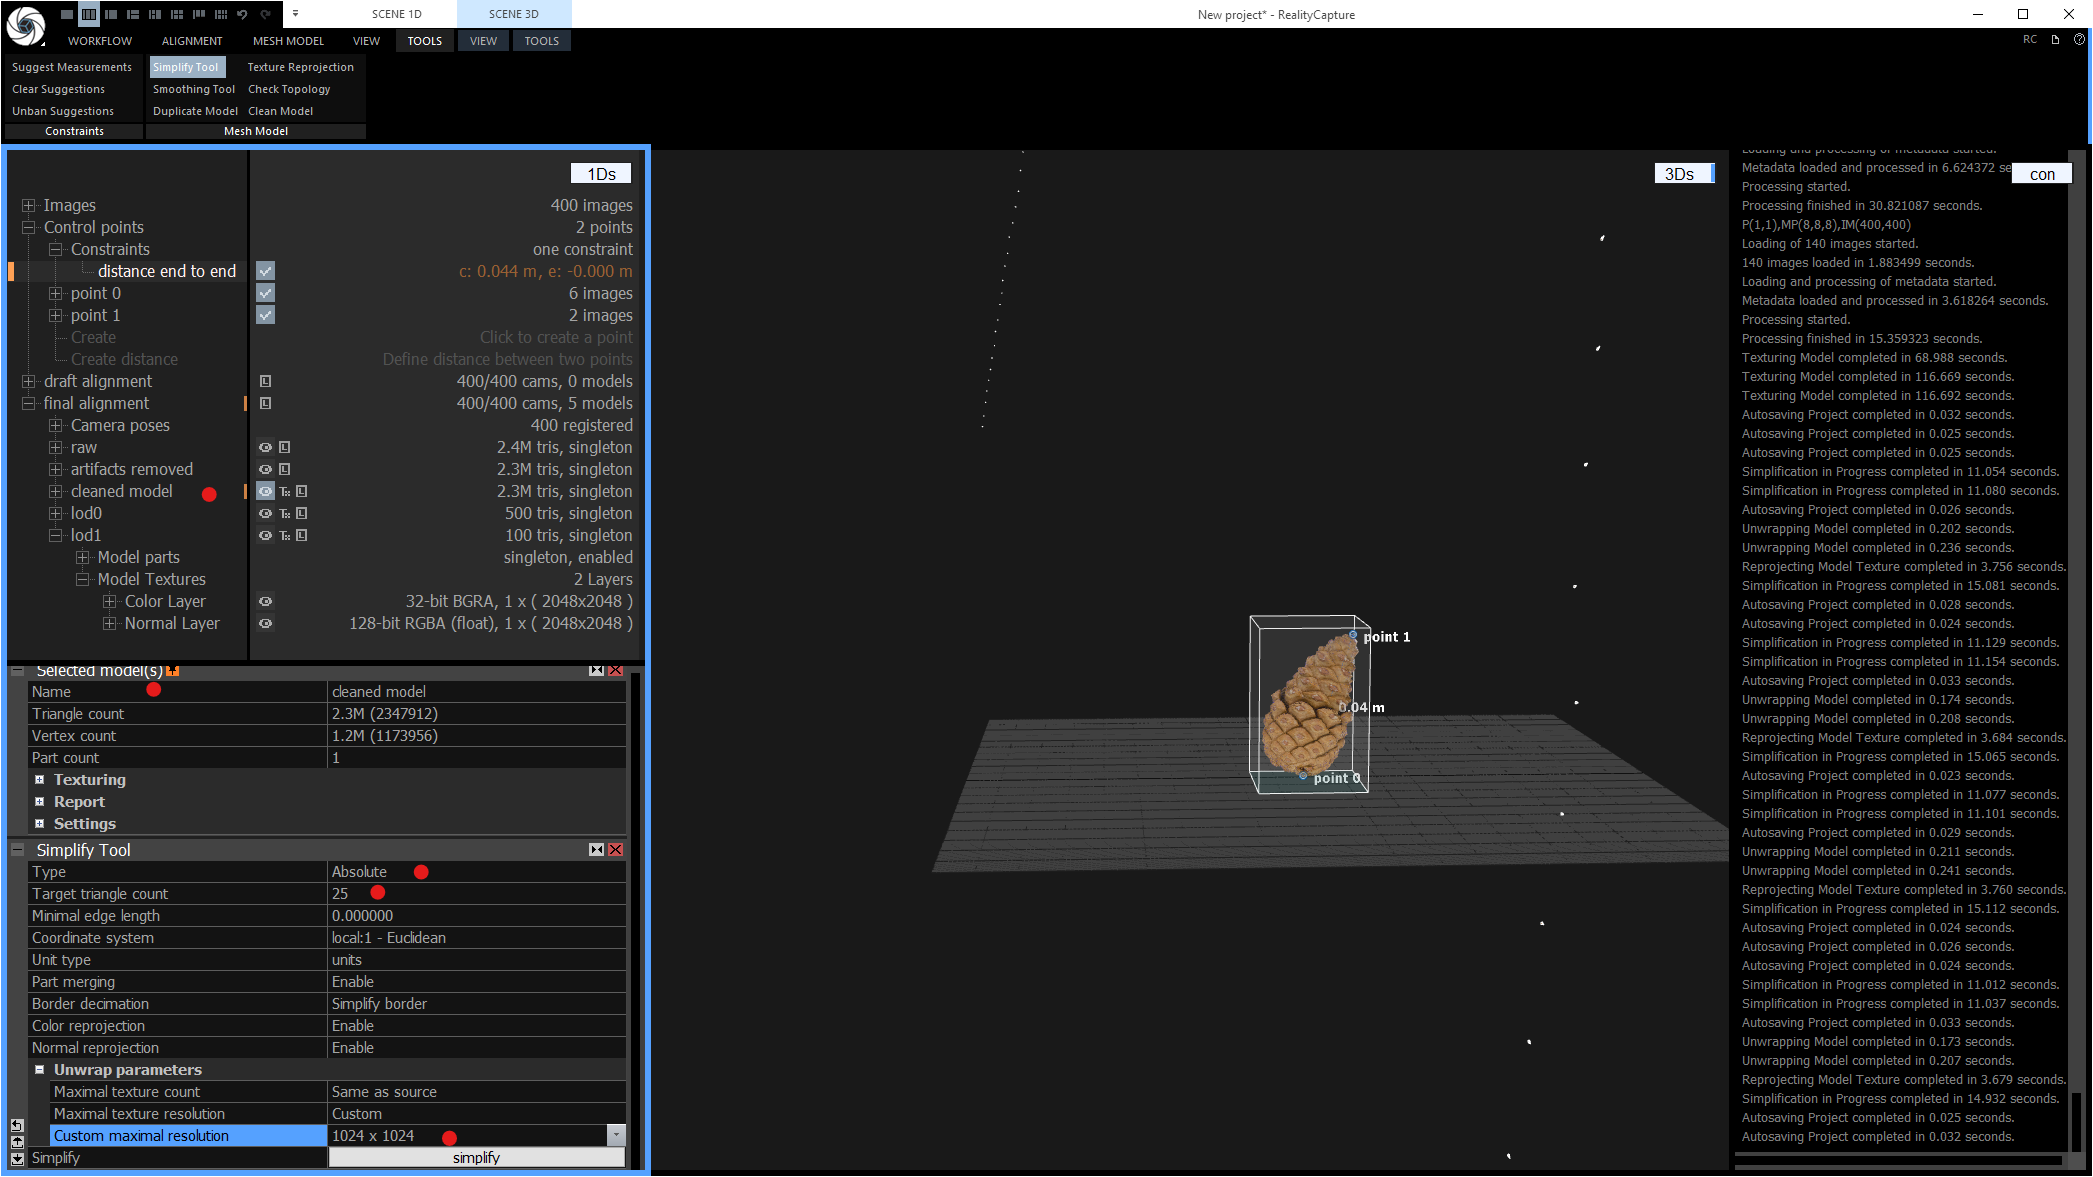 SCENE 1D
SCENE 3D
New project* - RealityCapture
WORKFLOW
ALIGNMENT
MESH MODEL
VIEW
TOOLS
VIEW
TOOLS
RC
Suggest Measurements
Simplify Tool
Texture Reprojection
Clear Suggestions
Smoothing Tool
Check Topology
Unban Suggestions
Duplicate Model
Clean Model
Constraints
Mesh Model
1Ds
Images 400 images
Control points 2 points
Constraints one constraint
distance end to end c: 0.044 m, e: -0.000 m
point 0 6 images
point 1 2 images
Create Click to create a point
Create distance Define distance between two points
draft alignment 400/400 cams, 0 models
final alignment 400/400 cams, 5 models
Camera poses 400 registered
raw 2.4M tris, singleton
artifacts removed 2.3M tris, singleton
cleaned model 2.3M tris, singleton
lod0 500 tris, singleton
lod1 100 tris, singleton
Model parts singleton, enabled
Model Textures 2 Layers
Color Layer 32-bit BGRA, 1 x ( 2048x2048 )
Normal Layer 128-bit RGBA (float), 1 x ( 2048x2048 )
Selected model(s)
Name cleaned model
Triangle count 2.3M (2347912)
Vertex count 1.2M (1173956)
Part count 1
Texturing
Report
Settings
Simplify Tool
Type Absolute
Target triangle count 25
Minimal edge length 0.000000
Coordinate system local:1 - Euclidean
Unit type units
Part merging Enable
Border decimation Simplify border
Color reprojection Enable
Normal reprojection Enable
Unwrap parameters
Maximal texture count Same as source
Maximal texture resolution Custom
Custom maximal resolution 1024 x 1024
Simplify simplify
3Ds
point 1
0.04 m
point 0
con
Loading and processing of metadata started.
Metadata loaded and processed in 6.624372 se
Processing started.
Processing finished in 30.821087 seconds.
P(1,1),MP(8,8,8),IM(400,400)
Loading of 140 images started.
140 images loaded in 1.883499 seconds.
Loading and processing of metadata started.
Metadata loaded and processed in 3.618264 seconds.
Processing started.
Processing finished in 15.359323 seconds.
Texturing Model completed in 68.988 seconds.
Texturing Model completed in 116.669 seconds.
Texturing Model completed in 116.692 seconds.
Autosaving Project completed in 0.032 seconds.
Autosaving Project completed in 0.025 seconds.
Autosaving Project completed in 0.025 seconds.
Simplification in Progress completed in 11.054 seconds.
Simplification in Progress completed in 11.080 seconds.
Autosaving Project completed in 0.026 seconds.
Unwrapping Model completed in 0.202 seconds.
Unwrapping Model completed in 0.236 seconds.
Reprojecting Model Texture completed in 3.756 seconds.
Simplification in Progress completed in 15.081 seconds.
Autosaving Project completed in 0.028 seconds.
Autosaving Project completed in 0.024 seconds.
Simplification in Progress completed in 11.129 seconds.
Simplification in Progress completed in 11.154 seconds.
Autosaving Project completed in 0.033 seconds.
Unwrapping Model completed in 0.174 seconds.
Unwrapping Model completed in 0.208 seconds.
Reprojecting Model Texture completed in 3.684 seconds.
Simplification in Progress completed in 15.065 seconds.
Autosaving Project completed in 0.023 seconds.
Simplification in Progress completed in 11.077 seconds.
Simplification in Progress completed in 11.101 seconds.
Autosaving Project completed in 0.029 seconds.
Unwrapping Model completed in 0.211 seconds.
Unwrapping Model completed in 0.241 seconds.
Reprojecting Model Texture completed in 3.760 seconds.
Simplification in Progress completed in 15.112 seconds.
Autosaving Project completed in 0.024 seconds.
Autosaving Project completed in 0.026 seconds.
Autosaving Project completed in 0.024 seconds.
Simplification in Progress completed in 11.012 seconds.
Simplification in Progress completed in 11.037 seconds.
Autosaving Project completed in 0.033 seconds.
Unwrapping Model completed in 0.173 seconds.
Unwrapping Model completed in 0.207 seconds.
Reprojecting Model Texture completed in 3.679 seconds.
Simplification in Progress completed in 14.932 seconds.
Autosaving Project completed in 0.025 seconds.
Autosaving Project completed in 0.032 seconds.